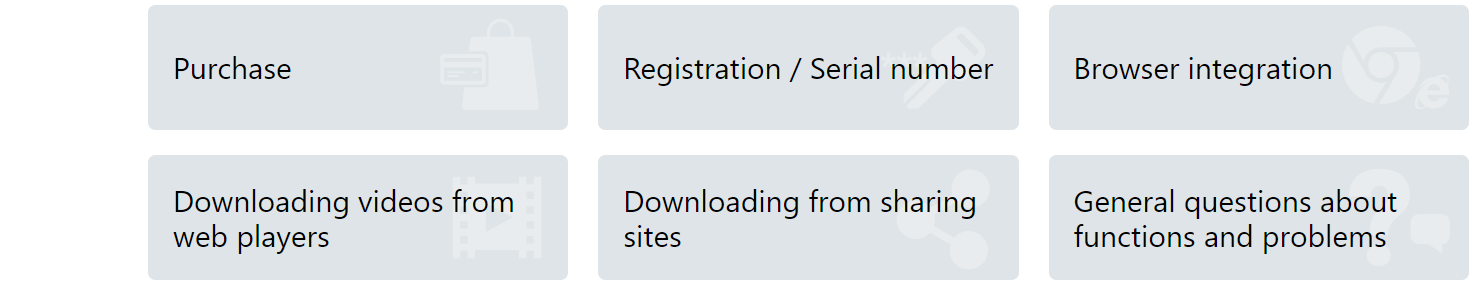 Purchase
Registration / Serial number
Browser integration
Downloading videos from
web players
Downloading from sharing
sites
General questions about
functions and problems